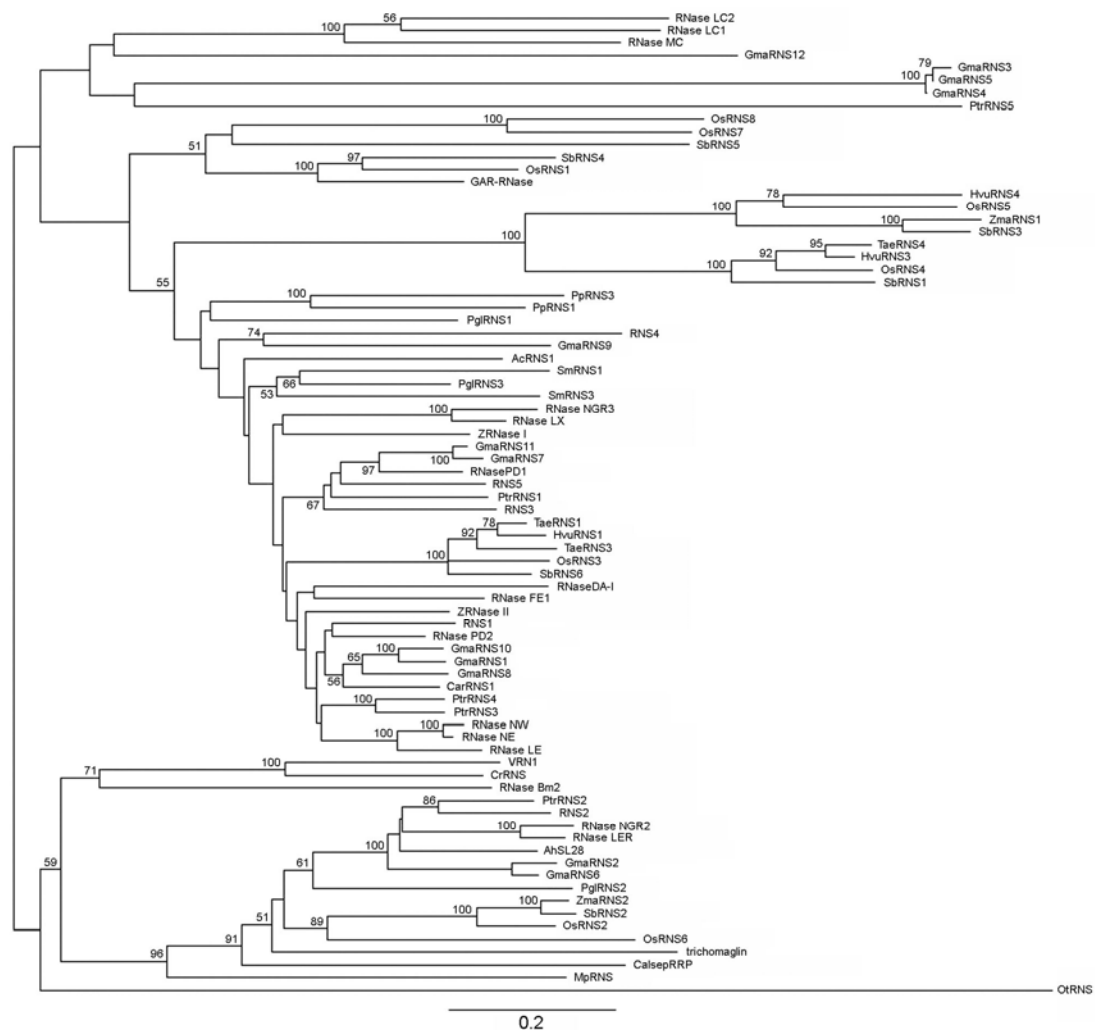 RNase LC2
56
100
RNase LC1
RNase MC
GmaRNS12
GmaRNS3
79
100
GmaRNS5
GmaRNS4
PtrRNS5
100
OsRNS8
OsRNS7
SbRNS5
51
97
SbRNS4
100
OsRNS1
GAR-RNase
HvuRNS4
78
100
OsRNS5
100
ZmaRNS1
100
SbRNS3
95
TaeRNS4
92
HvuRNS3
100
OsRNS4
SbRNS1
55
100
PpRNS3
PpRNS1
PglRNS1
74
RNS4
GmaRNS9
AcRNS1
SmRNS1
66
PglRNS3
53
SmRNS3
100
RNase NGR3
RNase LX
ZRNase I
GmaRNS11
100
GmaRNS7
97
RNasePD1
RNS5
PtrRNS1
67
RNS3
78
TaeRNS1
92
HvuRNS1
TaeRNS3
100
OsRNS3
SbRNS6
RNaseDA-I
RNase FE1
ZRNase II
RNS1
RNase PD2
100
GmaRNS10
65
GmaRNS1
GmaRNS8
56
CarRNS1
100
PtrRNS4
PtrRNS3
100
RNase NW
100
RNase NE
RNase LE
100
VRN1
71
CrRNS
RNase Bm2
86
PtrRNS2
RNS2
100
RNase NGR2
RNase LER
100
AhSL28
GmaRNS2
61
GmaRNS6
59
PglRNS2
100
ZmaRNS2
100
SbRNS2
51
89
OsRNS2
OsRNS6
91
trichomaglin
96
CalsepRRP
MpRNS
OtRNS
0.2